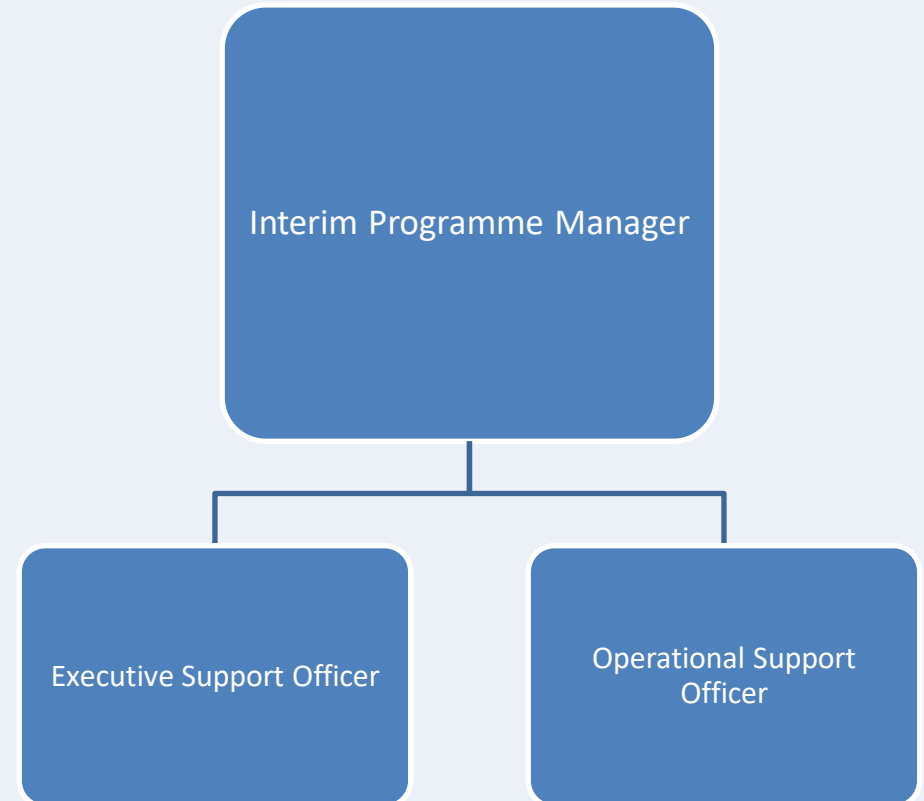 Interim Programme Manager
Executive Support Officer
Operational Support
Officer